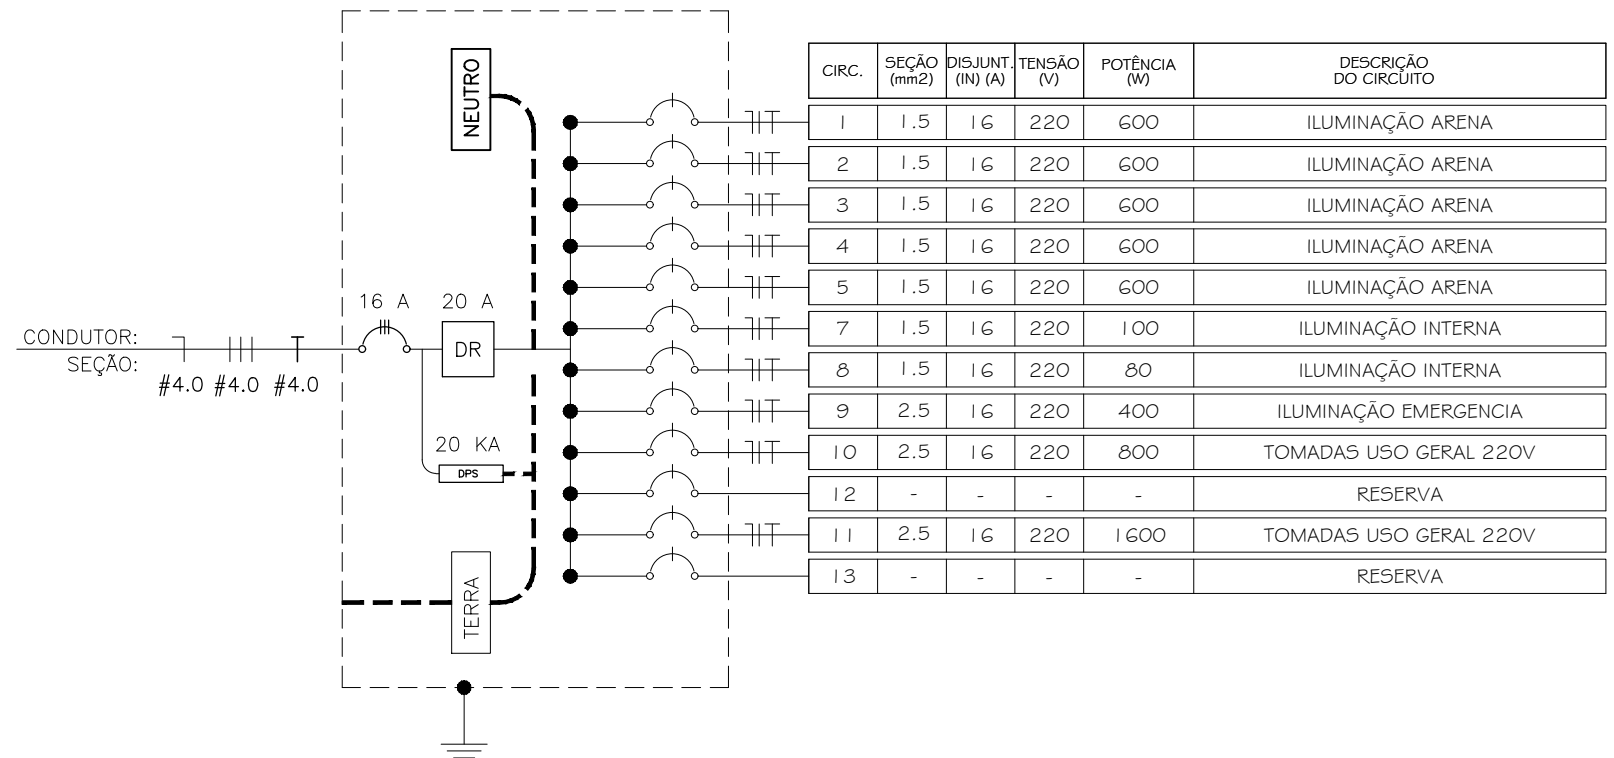 NEUTRO
16 A 20 A
CONDUTOR:
SEÇÃO:
#4.0 #4.0 #4.0
DR
20 KA
DPS
TERRA
CIRC. SEÇÃO (mm2) DISJUNT. (IN) (A) TENSÃO (V) POTÊNCIA (W) DESCRIÇÃO DO CIRCUITO
1 1.5 16 220 600 ILUMINAÇÃO ARENA
2 1.5 16 220 600 ILUMINAÇÃO ARENA
3 1.5 16 220 600 ILUMINAÇÃO ARENA
4 1.5 16 220 600 ILUMINAÇÃO ARENA
5 1.5 16 220 600 ILUMINAÇÃO ARENA
7 1.5 16 220 100 ILUMINAÇÃO INTERNA
8 1.5 16 220 80 ILUMINAÇÃO INTERNA
9 2.5 16 220 400 ILUMINAÇÃO EMERGENCIA
10 2.5 16 220 800 TOMADAS USO GERAL 220V
12 - - - - RESERVA
11 2.5 16 220 1600 TOMADAS USO GERAL 220V
13 - - - - RESERVA